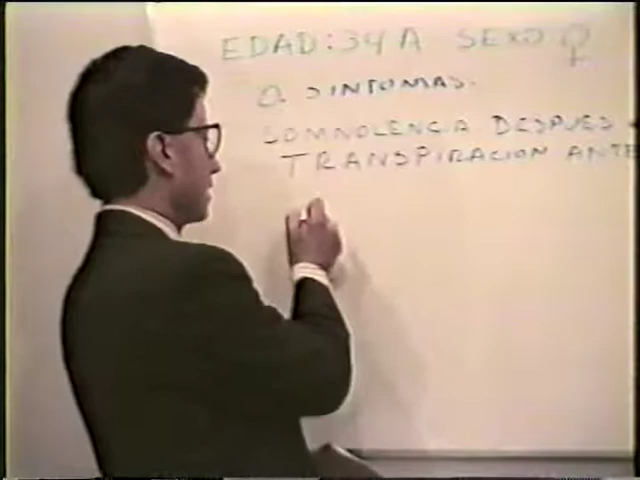 EDAD: 34 A SEXO: ♀
O. SINTOMAS.
SOMNOLENCIA DESPUES
TRANSPIRACION ANTE